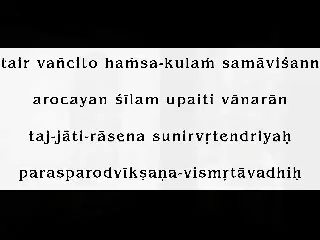 tair vañcito haṁsa-kulaṁ samāviśann
arocayan śīlam upaiti vānarān
taj-jāti-rāsena sunirvṛtendriyaḥ
parasparodvīkṣaṇa-vismṛtāvadhiḥ